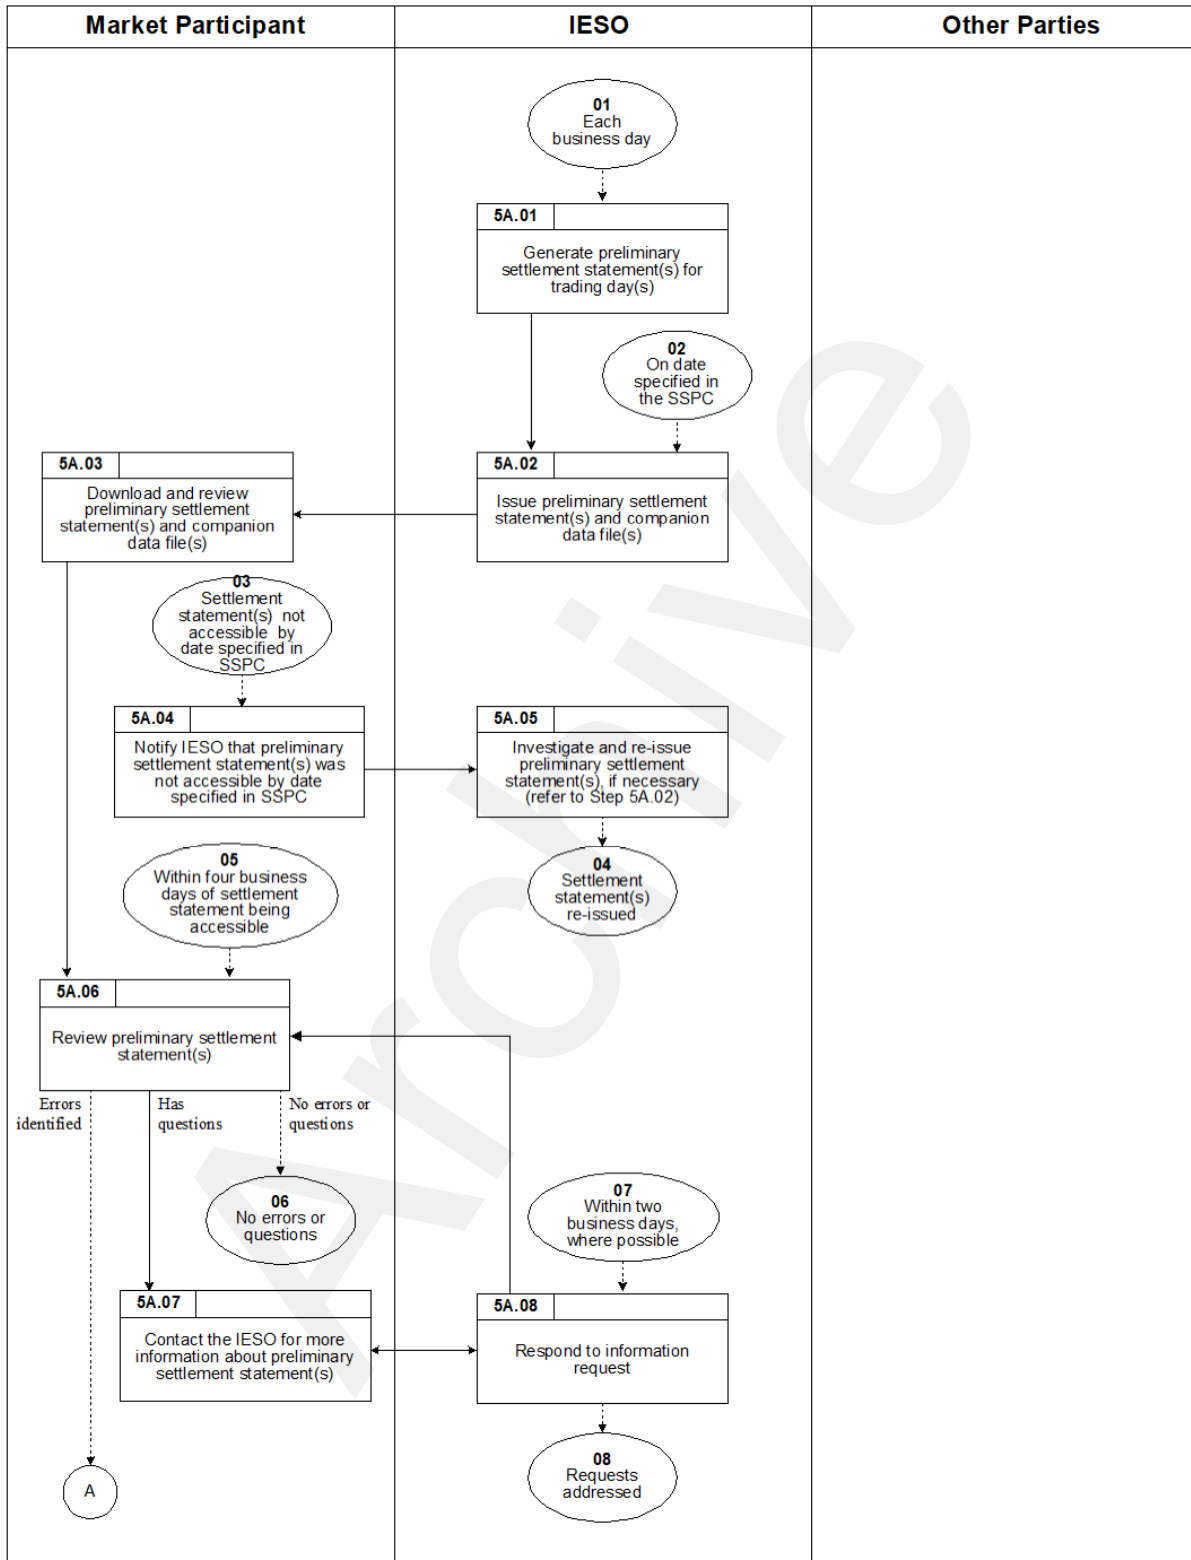 Market Participant
IESO
Other Parties
01
Each
business day
5A.01
Generate preliminary
settlement statement(s) for
trading day(s)
02
On date
specified in
the SSPC
5A.03
Download and review
preliminary settlement
statement(s) and companion
data file(s)
5A.02
Issue preliminary settlement
statement(s) and companion
data file(s)
03
Settlement
statement(s) not
accessible by
date specified in
SSPC
5A.04
Notify IESO that preliminary
settlement statement(s) was
not accessible by date
specified in SSPC
5A.05
Investigate and re-issue
preliminary settlement
statement(s), if necessary
(refer to Step 5A.02)
05
Within four business
days of settlement
statement being
accessible
04
Settlement
statement(s)
re-issued
5A.06
Review preliminary settlement
statement(s)
Errors
identified
Has
questions
No errors or
questions
06
No errors or
questions
07
Within two
business days,
where possible
5A.07
Contact the IESO for more
information about preliminary
settlement statement(s)
5A.08
Respond to information
request
08
Requests
addressed
A
Archive